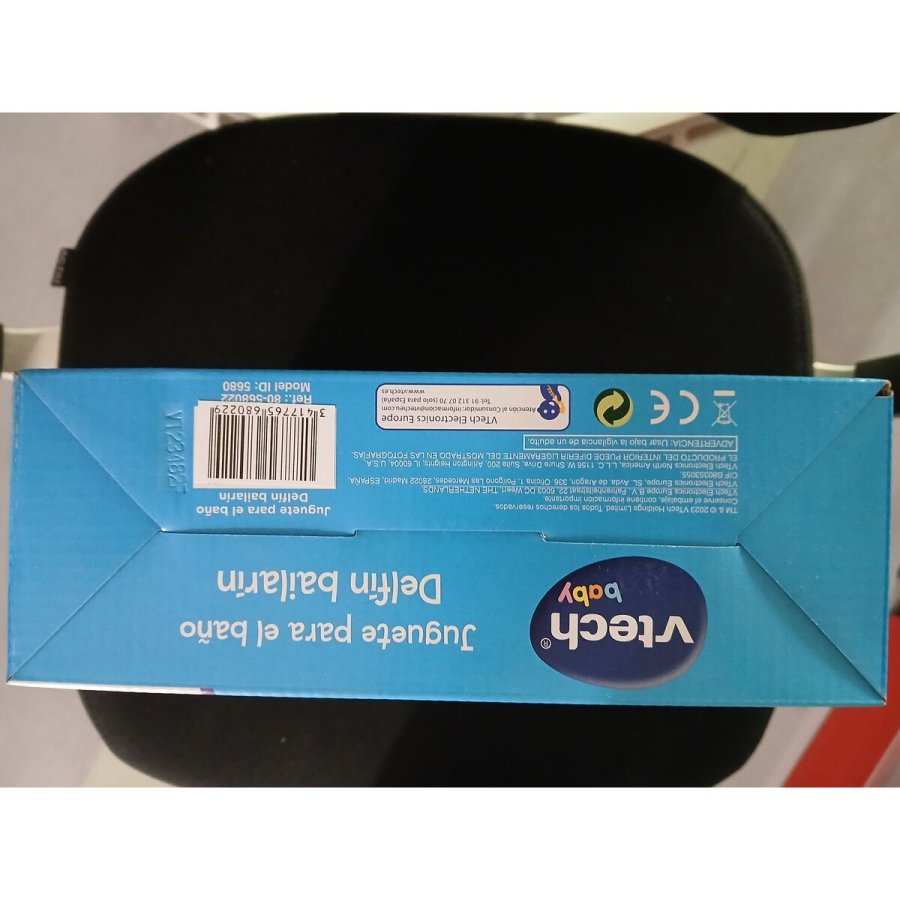 vtech®
baby
Juguete para el baño
Delfín bailarín
TM & © 2023 VTech Holdings Limited. Todos los derechos reservados.
Conserve el embalaje, contiene información importante.
VTech Electronics Europe B.V. Fahrenheitstraat 22, 6003 DC Weert, THE NETHERLANDS.
VTech Electronics Europe, SL. Avda. de Aragón 336, Oficina 1, Polígono Las Mercedes, 28022 Madrid, ESPAÑA
CIF B80333055.
VTech Electronics North America, L.L.C. 1156 W Shure Drive, Suite 200, Arlington Heights, IL 60004, U.S.A.
EL PRODUCTO DEL INTERIOR PUEDE DIFERIR LIGERAMENTE DEL MOSTRADO EN LAS FOTOGRAFÍAS.
ADVERTENCIA: Usar bajo la vigilancia de un adulto.
CE
VTech Electronics Europe
Atención al Consumidor: informacion@vtech.com
Tel: 91 312 07 70 (solo para España)
www.vtech.es
Juguete para el baño
Delfín bailarín
3 417765 680229
Ref.: 80-568022
Model ID: 5680